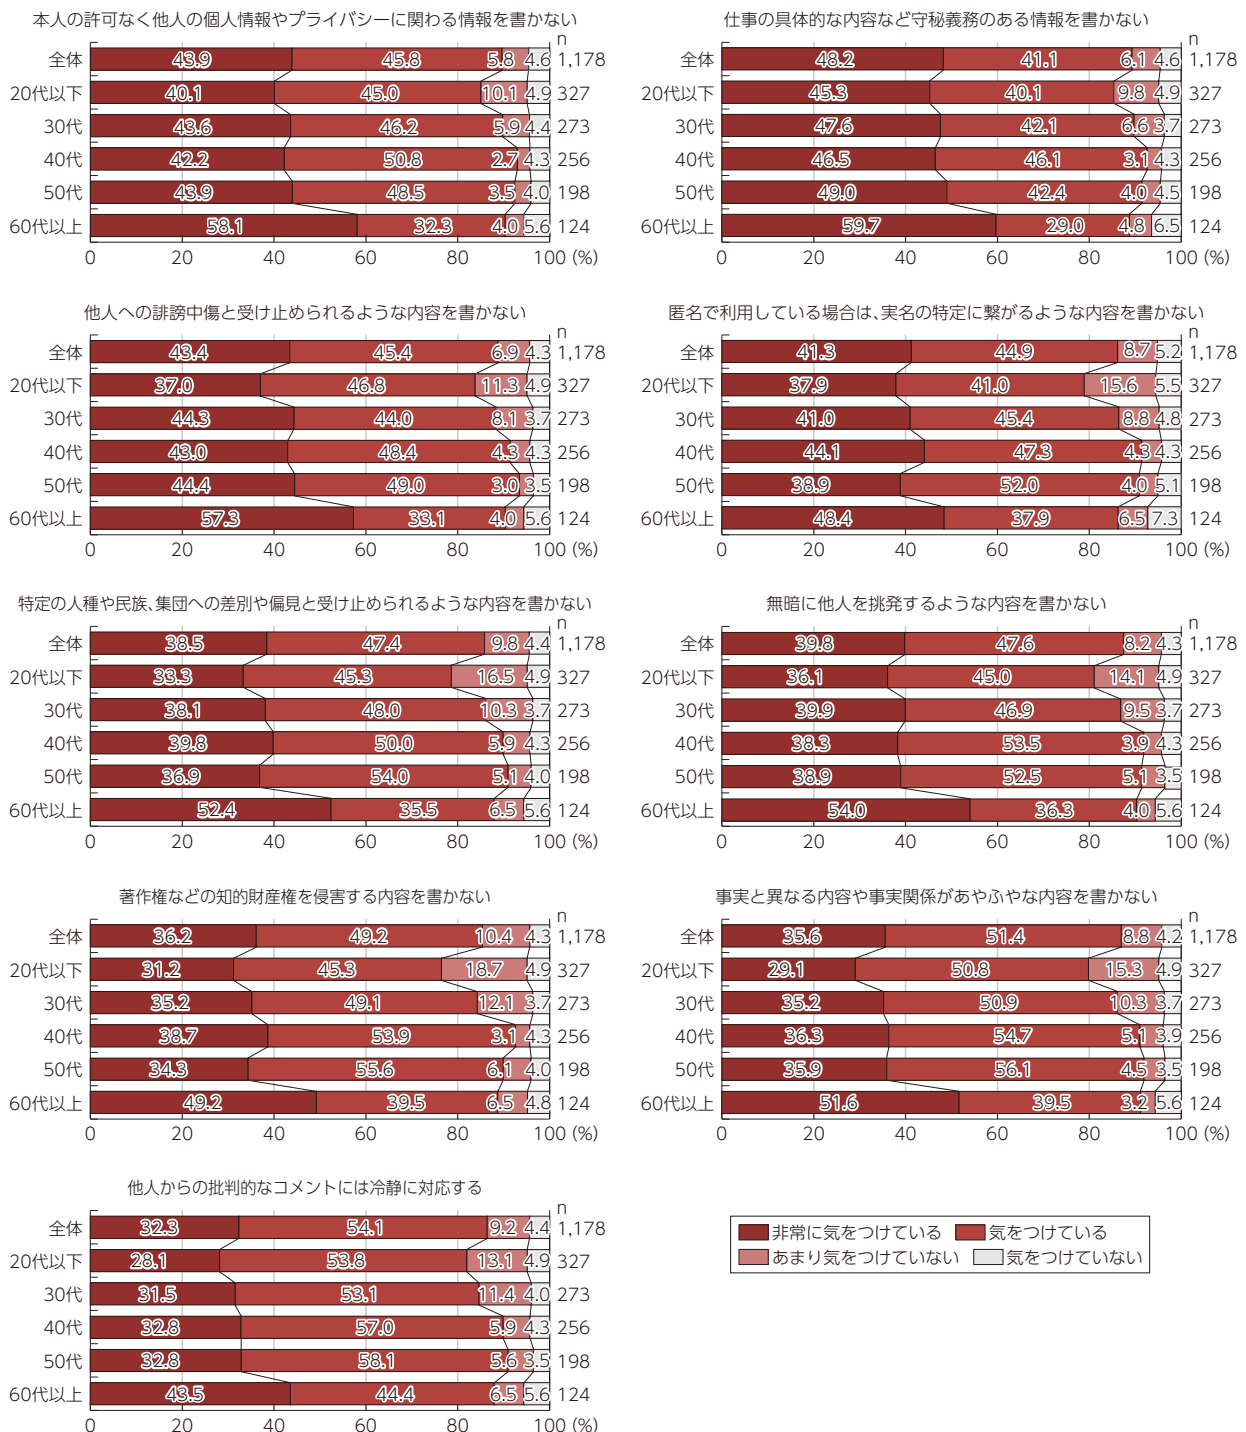 本人の許可なく他人の個人情報やプライバシーに関わる情報を書かない
n
全体 43.9 45.8 5.8 4.6 1,178
20代以下 40.1 45.0 10.1 4.9 327
30代 43.6 46.2 5.9 4.4 273
40代 42.2 50.8 2.7 4.3 256
50代 43.9 48.5 3.5 4.0 198
60代以上 58.1 32.3 4.0 5.6 124
0 20 40 60 80 100 (%)
仕事の具体的な内容など守秘義務のある情報を書かない
n
全体 48.2 41.1 6.1 4.6 1,178
20代以下 45.3 40.1 9.8 4.9 327
30代 47.6 42.1 6.6 3.7 273
40代 46.5 46.1 3.1 4.3 256
50代 49.0 42.4 4.0 4.5 198
60代以上 59.7 29.0 4.8 6.5 124
0 20 40 60 80 100 (%)
他人への誹謗中傷と受け止められるような内容を書かない
n
全体 43.4 45.4 6.9 4.3 1,178
20代以下 37.0 46.8 11.3 4.9 327
30代 44.3 44.0 8.1 3.7 273
40代 43.0 48.4 4.3 4.3 256
50代 44.4 49.0 3.0 3.5 198
60代以上 57.3 33.1 4.0 5.6 124
0 20 40 60 80 100 (%)
匿名で利用している場合は、実名の特定に繋がるような内容を書かない
n
全体 41.3 44.9 8.7 5.2 1,178
20代以下 37.9 41.0 15.6 5.5 327
30代 41.0 45.4 8.8 4.8 273
40代 44.1 47.3 4.3 4.3 256
50代 38.9 52.0 4.0 5.1 198
60代以上 48.4 37.9 6.5 7.3 124
0 20 40 60 80 100 (%)
特定の人種や民族、集団への差別や偏見と受け止められるような内容を書かない
n
全体 38.5 47.4 9.8 4.4 1,178
20代以下 33.3 45.3 16.5 4.9 327
30代 38.1 48.0 10.3 3.7 273
40代 39.8 50.0 5.9 4.3 256
50代 36.9 54.0 5.1 4.0 198
60代以上 52.4 35.5 6.5 5.6 124
0 20 40 60 80 100 (%)
無暗に他人を挑発するような内容を書かない
n
全体 39.8 47.6 8.2 4.3 1,178
20代以下 36.1 45.0 14.1 4.9 327
30代 39.9 46.9 9.5 3.7 273
40代 38.3 53.5 3.9 4.3 256
50代 38.9 52.5 5.1 3.5 198
60代以上 54.0 36.3 4.0 5.6 124
0 20 40 60 80 100 (%)
著作権などの知的財産権を侵害する内容を書かない
n
全体 36.2 49.2 10.4 4.3 1,178
20代以下 31.2 45.3 18.7 4.9 327
30代 35.2 49.1 12.1 3.7 273
40代 38.7 53.9 3.1 4.3 256
50代 34.3 55.6 6.1 4.0 198
60代以上 49.2 39.5 6.5 4.8 124
0 20 40 60 80 100 (%)
事実と異なる内容や事実関係があやふやな内容を書かない
n
全体 35.6 51.4 8.8 4.2 1,178
20代以下 29.1 50.8 15.3 4.9 327
30代 35.2 50.9 10.3 3.7 273
40代 36.3 54.7 5.1 3.9 256
50代 35.9 56.1 4.5 3.5 198
60代以上 51.6 39.5 3.2 5.6 124
0 20 40 60 80 100 (%)
他人からの批判的なコメントには冷静に対応する
n
全体 32.3 54.1 9.2 4.4 1,178
20代以下 28.1 53.8 13.1 4.9 327
30代 31.5 53.1 11.4 4.0 273
40代 32.8 57.0 5.9 4.3 256
50代 32.8 58.1 5.6 3.5 198
60代以上 43.5 44.4 6.5 5.6 124
0 20 40 60 80 100 (%)
非常に気をつけている 気をつけている
あまり気をつけていない 気をつけていない